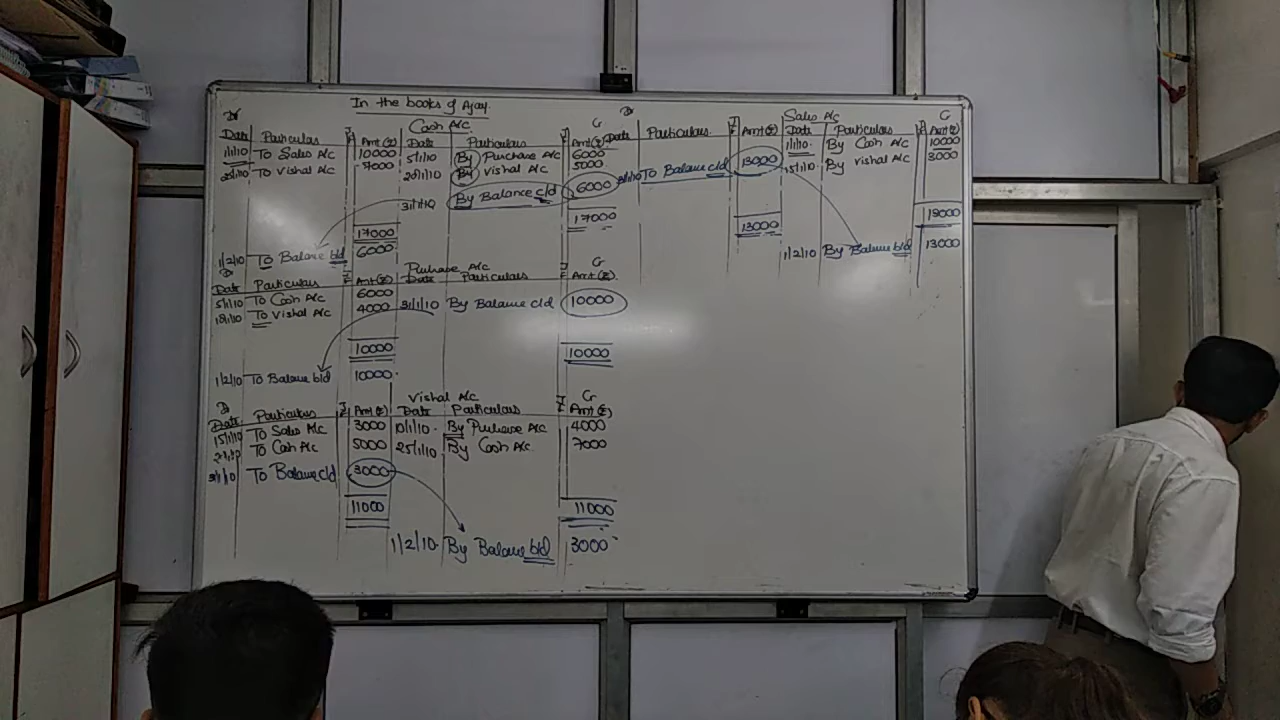 In the books of Ajay.
Dr Cash A/c Cr
Date Particulars J.F Amt(₹) Date Particulars J.F Amt(₹)
1/1/10 To Sales A/c 10000 5/1/10 By Purchase A/c 6000
25/1/10 To Vishal A/c 7000 20/1/10 By Vishal A/c 5000
31/1/10 By Balance c/d 6000
17000 17000
1/2/10 To Balance b/d 6000
Dr Purhase A/c Cr
Date Particulars J.F Amt(₹) Date Particulars J.F Amt(₹)
5/1/10 To Cash A/c 6000 31/1/10 By Balance c/d 10000
10/1/10 To Vishal A/c 4000
10000 10000
1/2/10 To Balance b/d 10000
Dr Vishal A/c Cr
Date Particulars J.F Amt(₹) Date Particulars J.F Amt(₹)
15/1/10 To Sales A/c 3000 10/1/10 By Purhase A/c 4000
To Cash A/c 5000 25/1/10 By Cash A/c 7000
31/1/10 To Balance c/d 3000
11000 11000
1/2/10 By Balance b/d 3000
Dr Sales A/c Cr
Date Particulars J.F Amt(₹) Date Particulars Amt(₹)
31/1/10 To Balance c/d 13000 1/1/10 By Cash A/c 10000
15/1/10 By Vishal A/c 3000
13000 13000
1/2/10 By Balance b/d 13000